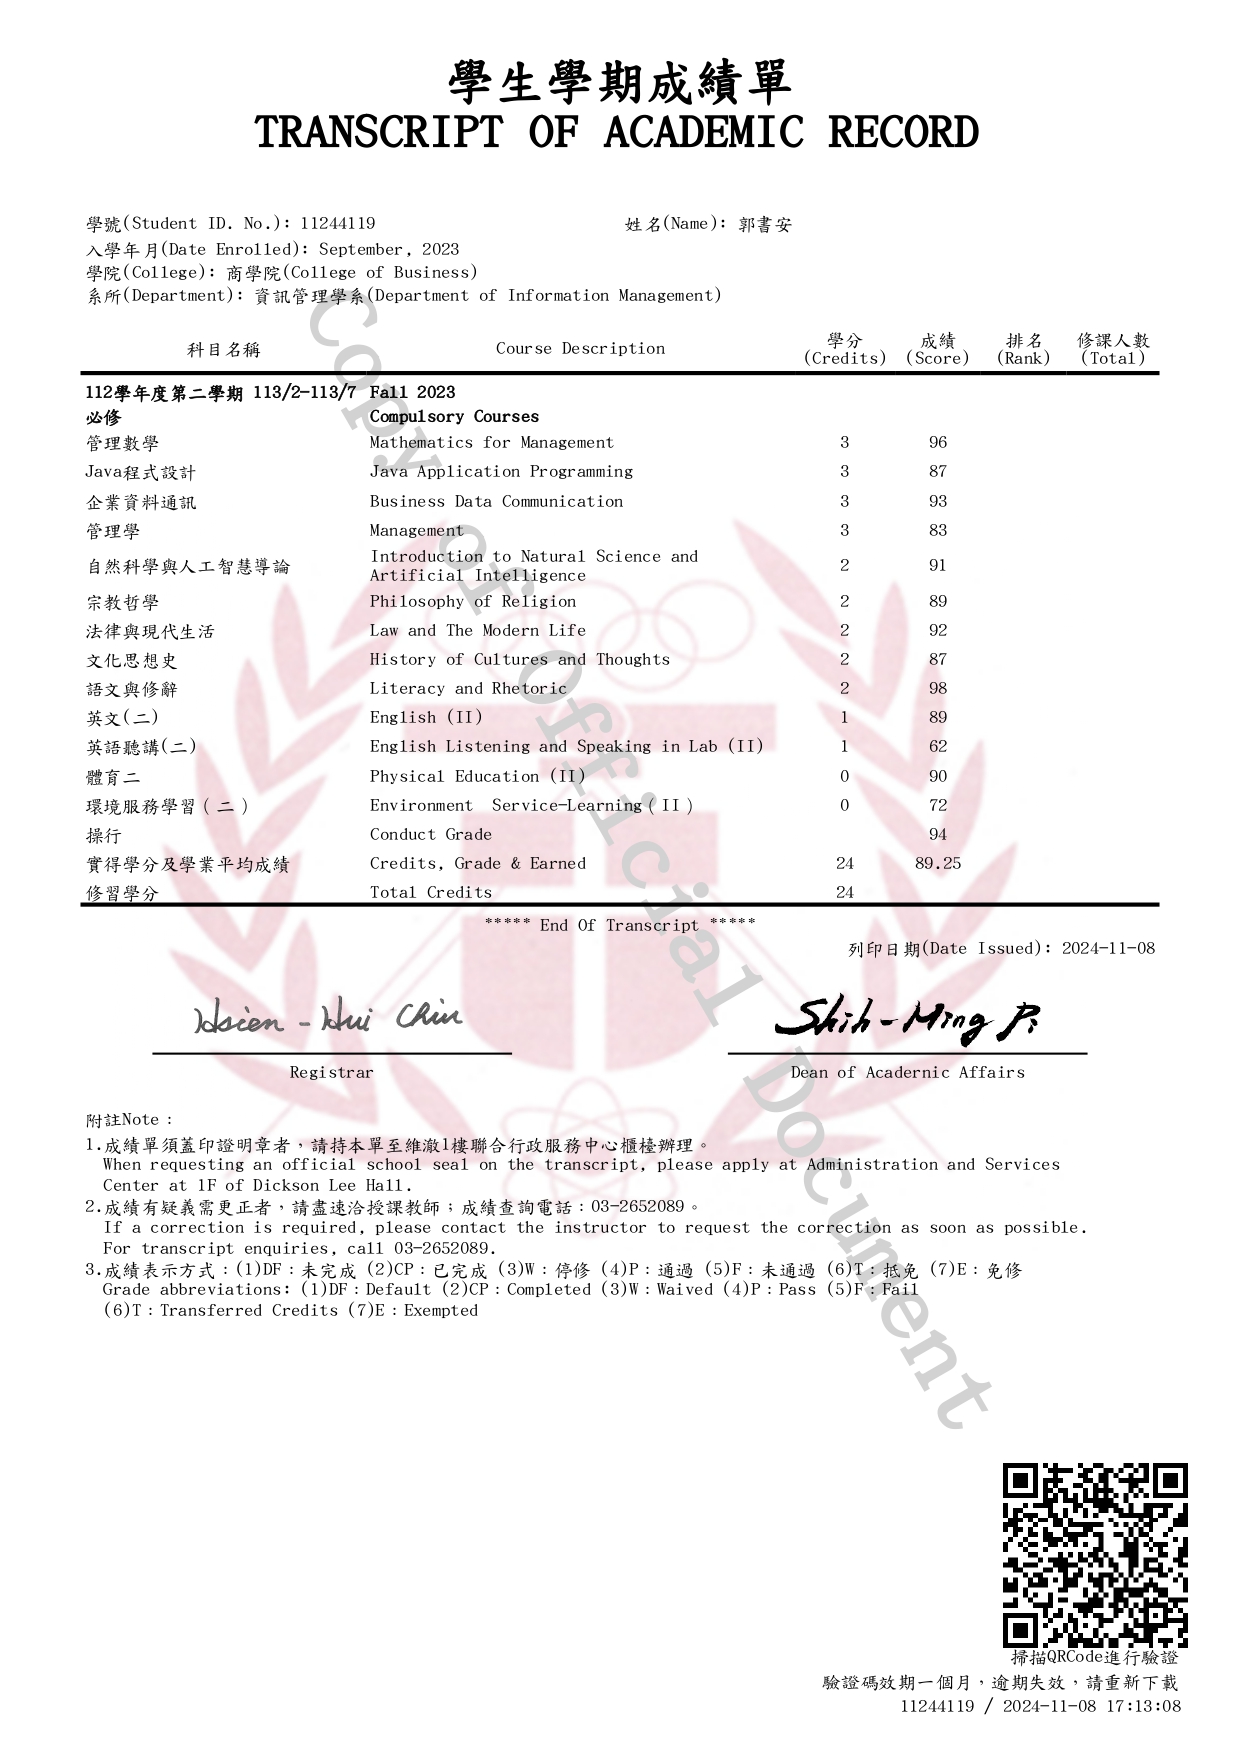 學生學期成績單
TRANSCRIPT OF ACADEMIC RECORD
學號(Student ID. No.): 11244119 姓名(Name): 郭書安
入學年月(Date Enrolled): September, 2023
學院(College): 商學院(College of Business)
系所(Department): 資訊管理學系(Department of Information Management)
科目名稱 Course Description 學分(Credits) 成績(Score) 排名(Rank) 修課人數(Total)
112學年度第二學期 113/2-113/7 Fall 2023
必修 Compulsory Courses
管理數學 Mathematics for Management 3 96
Java程式設計 Java Application Programming 3 87
企業資料通訊 Business Data Communication 3 93
管理學 Management 3 83
自然科學與人工智慧導論 Introduction to Natural Science and Artificial Intelligence 2 91
宗教哲學 Philosophy of Religion 2 89
法律與現代生活 Law and The Modern Life 2 92
文化思想史 History of Cultures and Thoughts 2 87
語文與修辭 Literacy and Rhetoric 2 98
英文(二) English (II) 1 89
英語聽講(二) English Listening and Speaking in Lab (II) 1 62
體育二 Physical Education (II) 0 90
環境服務學習（二） Environment  Service-Learning（II） 0 72
操行 Conduct Grade 94
實得學分及學業平均成績 Credits, Grade & Earned 24 89.25
修習學分 Total Credits 24
***** End Of Transcript *****
列印日期(Date Issued): 2024-11-08
Hsien-Hui Chiu Shih-Ming Pi
Registrar Dean of Acadernic Affairs
附註Note：
1.成績單須蓋印證明章者，請持本單至維澈1樓聯合行政服務中心櫃檯辦理。
When requesting an official school seal on the transcript, please apply at Administration and Services
Center at 1F of Dickson Lee Hall.
2.成績有疑義需更正者，請盡速洽授課教師；成績查詢電話：03-2652089。
If a correction is required, please contact the instructor to request the correction as soon as possible.
For transcript enquiries, call 03-2652089.
3.成績表示方式：(1)DF：未完成 (2)CP：已完成 (3)W：停修 (4)P：通過 (5)F：未通過 (6)T：抵免 (7)E：免修
Grade abbreviations: (1)DF：Default (2)CP：Completed (3)W：Waived (4)P：Pass (5)F：Fail
(6)T：Transferred Credits (7)E：Exempted
Copy of Official Document
掃描QRCode進行驗證
驗證碼效期一個月，逾期失效，請重新下載
11244119 / 2024-11-08 17:13:08